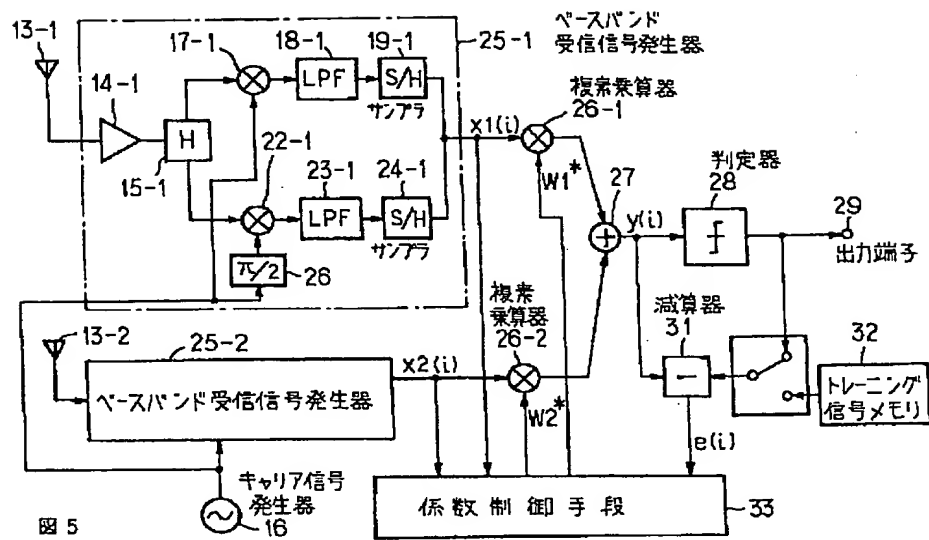 13-1
14-1
H
15-1
17-1
18-1
LPF
19-1
S/H
サンプラ
22-1
23-1
LPF
24-1
S/H
サンプラ
π/2
26
25-1
ベースバンド
受信信号発生器
複素乗算器
26-1
x1(i)
W1*
27
y(i)
判定器
28
29
出力端子
13-2
25-2
ベースバンド受信信号発生器
x2(i)
複素
乗算器
26-2
W2*
減算器
31
32
トレーニング
信号メモリ
e(i)
キャリア信号
発生器
16
係数制御手段
33
図5